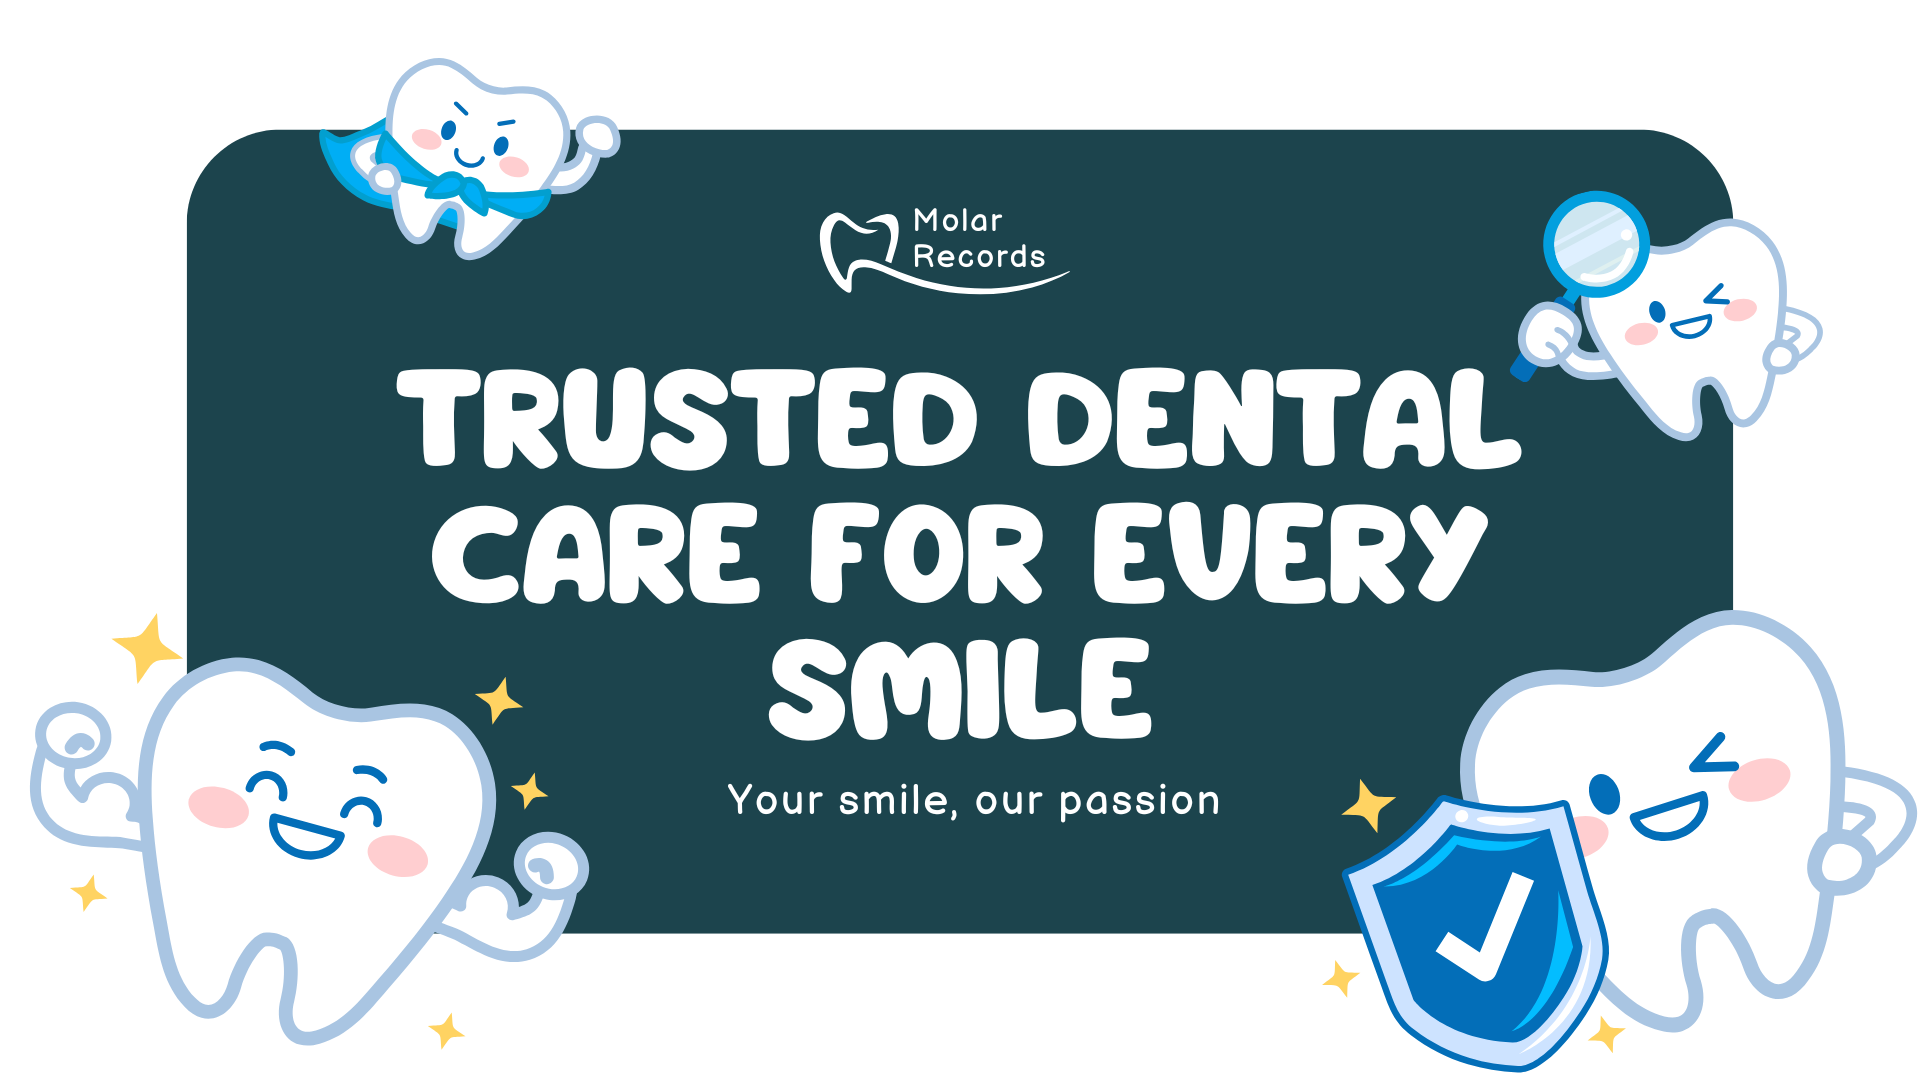 Molar
Records
TRUSTED DENTAL
CARE FOR EVERY
SMILE
Your smile, our passion